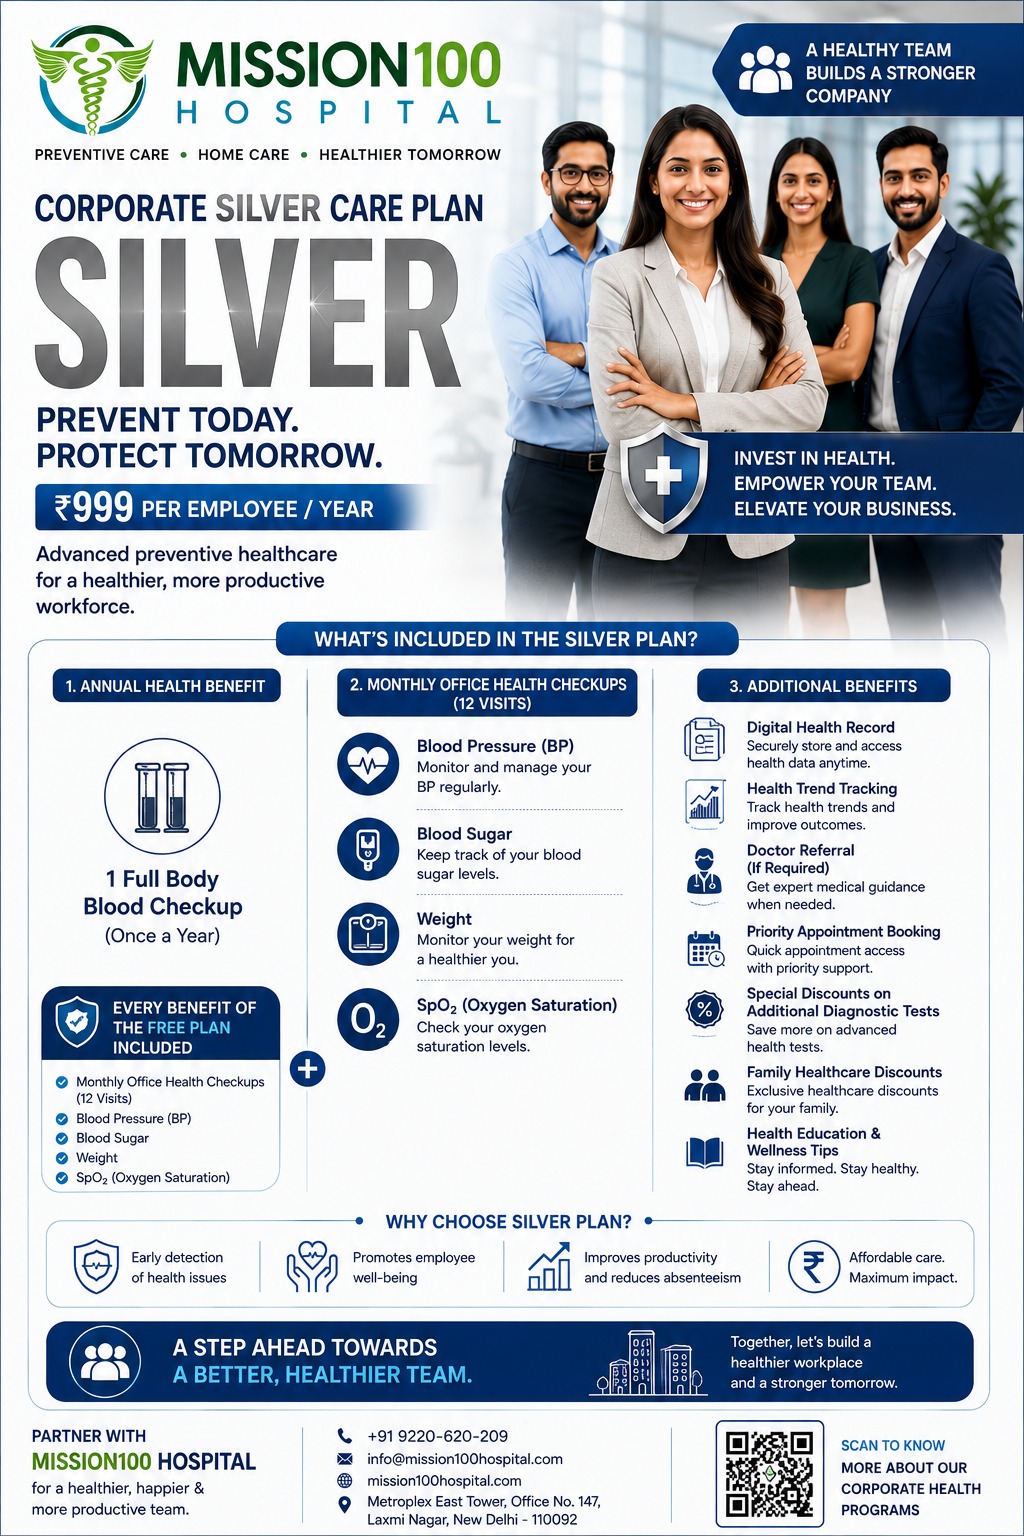 MISSION100
HOSPITAL
PREVENTIVE CARE • HOME CARE • HEALTHIER TOMORROW
A HEALTHY TEAM
BUILDS A STRONGER
COMPANY
CORPORATE SILVER CARE PLAN
SILVER
PREVENT TODAY.
PROTECT TOMORROW.
₹999 PER EMPLOYEE / YEAR
Advanced preventive healthcare
for a healthier, more productive
workforce.
INVEST IN HEALTH.
EMPOWER YOUR TEAM.
ELEVATE YOUR BUSINESS.
WHAT'S INCLUDED IN THE SILVER PLAN?
1. ANNUAL HEALTH BENEFIT
1 Full Body
Blood Checkup
(Once a Year)
EVERY BENEFIT OF
THE FREE PLAN
INCLUDED
Monthly Office Health Checkups
(12 Visits)
Blood Pressure (BP)
Blood Sugar
Weight
SpO₂ (Oxygen Saturation)
2. MONTHLY OFFICE HEALTH CHECKUPS
(12 VISITS)
Blood Pressure (BP)
Monitor and manage your
BP regularly.
Blood Sugar
Keep track of your blood
sugar levels.
Weight
Monitor your weight for
a healthier you.
O₂
SpO₂ (Oxygen Saturation)
Check your oxygen
saturation levels.
3. ADDITIONAL BENEFITS
Digital Health Record
Securely store and access
health data anytime.
Health Trend Tracking
Track health trends and
improve outcomes.
Doctor Referral
(If Required)
Get expert medical guidance
when needed.
Priority Appointment Booking
Quick appointment access
with priority support.
Special Discounts on
Additional Diagnostic Tests
Save more on advanced
health tests.
Family Healthcare Discounts
Exclusive healthcare discounts
for your family.
Health Education &
Wellness Tips
Stay informed. Stay healthy.
Stay ahead.
WHY CHOOSE SILVER PLAN?
Early detection
of health issues
Promotes employee
well-being
Improves productivity
and reduces absenteeism
₹
Affordable care.
Maximum impact.
A STEP AHEAD TOWARDS
A BETTER, HEALTHIER TEAM.
Together, let's build a
healthier workplace
and a stronger tomorrow.
PARTNER WITH
MISSION100 HOSPITAL
for a healthier, happier &
more productive team.
+91 9220-620-209
info@mission100hospital.com
mission100hospital.com
Metroplex East Tower, Office No. 147,
Laxmi Nagar, New Delhi - 110092
SCAN TO KNOW
MORE ABOUT OUR
CORPORATE HEALTH
PROGRAMS